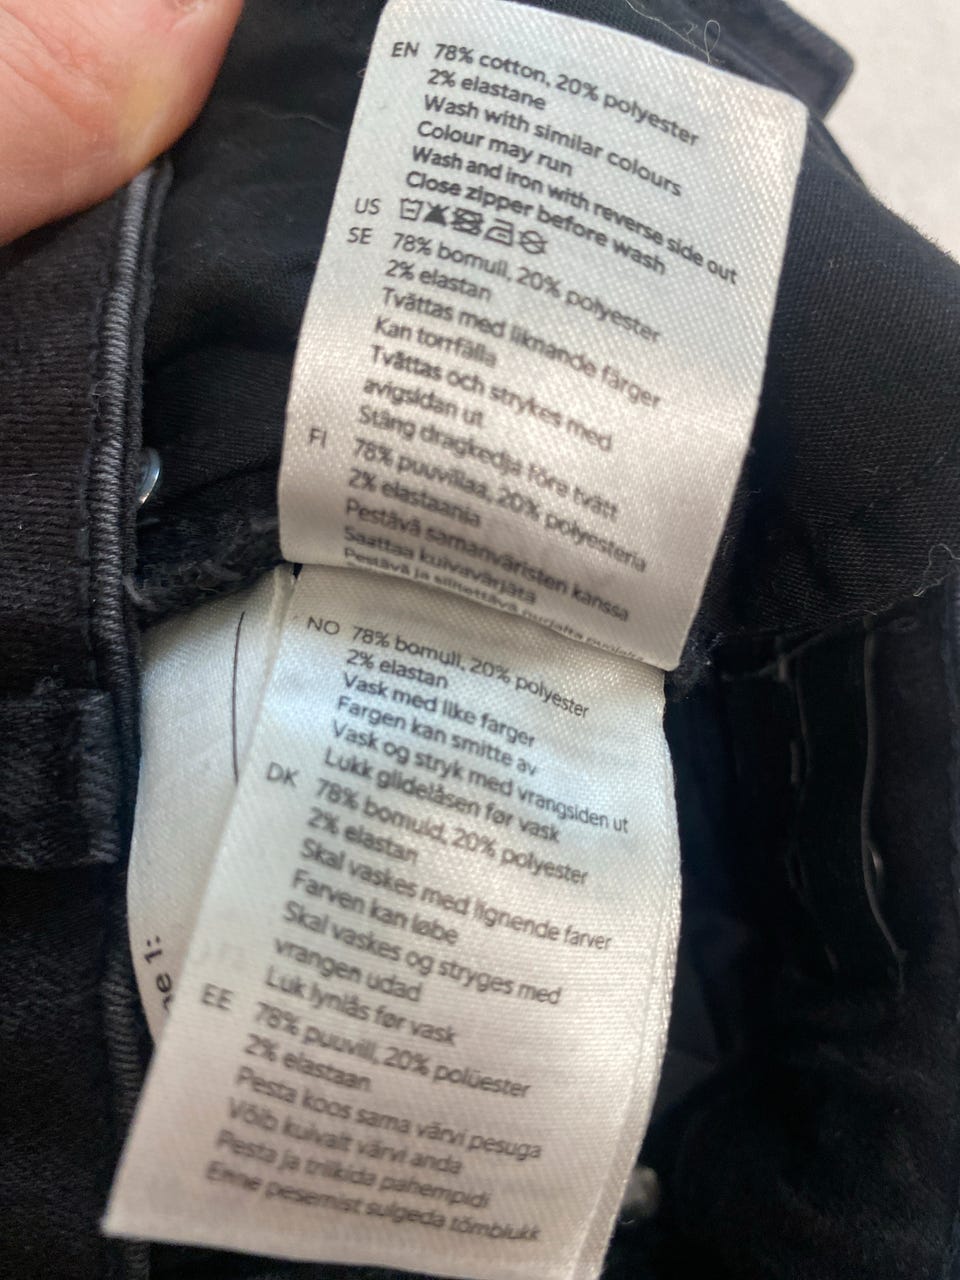 EN 78% cotton, 20% polyester
2% elastane
Wash with similar colours
Colour may run
Wash and iron with reverse side out
Close zipper before wash
US
SE 78% bomull, 20% polyester
2% elastan
Tvättas med liknande färger
Kan torrfälla
Tvättas och strykes med
avigsidan ut
Stäng dragkedja före tvätt
FI 78% puuvillaa, 20% polyesteria
2% elastaania
Pestävä samanväristen kanssa
Saattaa kuivavärjätä
Pestävä ja silitettävä nurjalta puolelta
NO 78% bomull, 20% polyester
2% elastan
Vask med like farger
Fargen kan smitte av
Vask og stryk med vrangsiden ut
Lukk glidelåsen før vask
DK 78% bomuld, 20% polyester
2% elastan
Skal vaskes med lignende farver
Farven kan løbe
Skal vaskes og stryges med
vrangen udad
Luk lynlås før vask
EE 78% puuvill, 20% polüester
2% elastaan
Pesta koos sama värvi pesuga
Võib kuivalt värvi anda
Pesta ja triikida pahempidi
Enne pesemist sulgeda tõmblukk